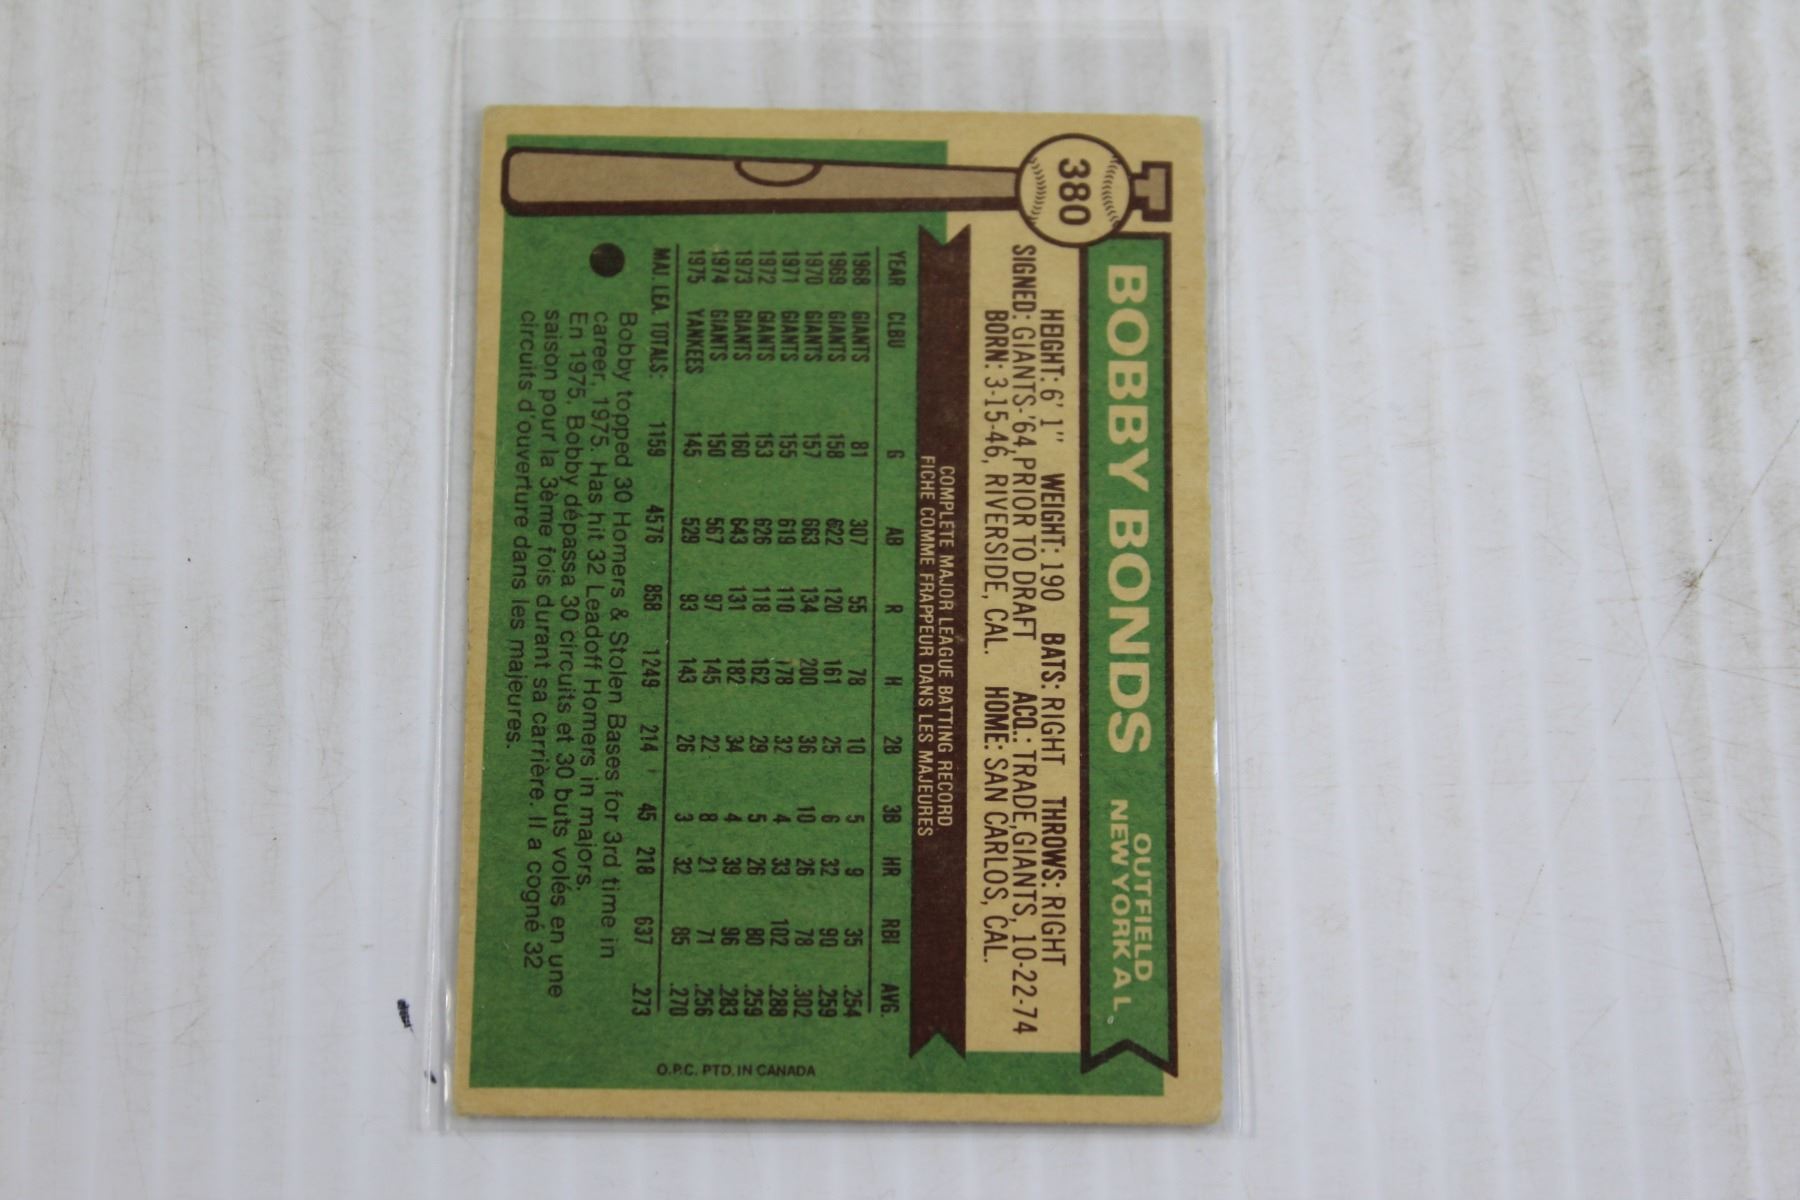 380
BOBBY BONDS
OUTFIELD
NEW YORK A L
HEIGHT: 6' 1" WEIGHT: 190 BATS: RIGHT THROWS: RIGHT
SIGNED: GIANTS-'64, PRIOR TO DRAFT ACQ.: TRADE, GIANTS, 10-22-74
BORN: 3-15-46, RIVERSIDE, CAL. HOME: SAN CARLOS, CAL.
COMPLETE MAJOR LEAGUE BATTING RECORD
FICHE COMME FRAPPEUR DANS LES MAJEURES
YEAR CLBU G AB R H 2B 3B HR RBI AVG.
1968 GIANTS 81 307 55 78 10 5 9 35 .254
1969 GIANTS 158 622 120 161 25 6 32 90 .259
1970 GIANTS 157 663 134 200 36 10 26 78 .302
1971 GIANTS 155 619 110 178 32 4 33 102 .288
1972 GIANTS 153 626 118 162 29 5 26 80 .259
1973 GIANTS 160 643 131 182 34 4 39 96 .283
1974 GIANTS 150 567 97 145 22 8 21 71 .256
1975 YANKEES 145 529 93 143 26 3 32 85 .270
MAJ. LEA. TOTALS: 1159 4576 858 1249 214 45 218 637 .273
Bobby topped 30 Homers & Stolen Bases for 3rd time in
career, 1975. Has hit 32 Leadoff Homers in majors.
En 1975, Bobby dépassa 30 circuits et 30 buts volés en une
saison pour la 3ème fois durant sa carrière. Il a cogné 32
circuits d'ouverture dans les majeures.
O.P.C. PTD. IN CANADA